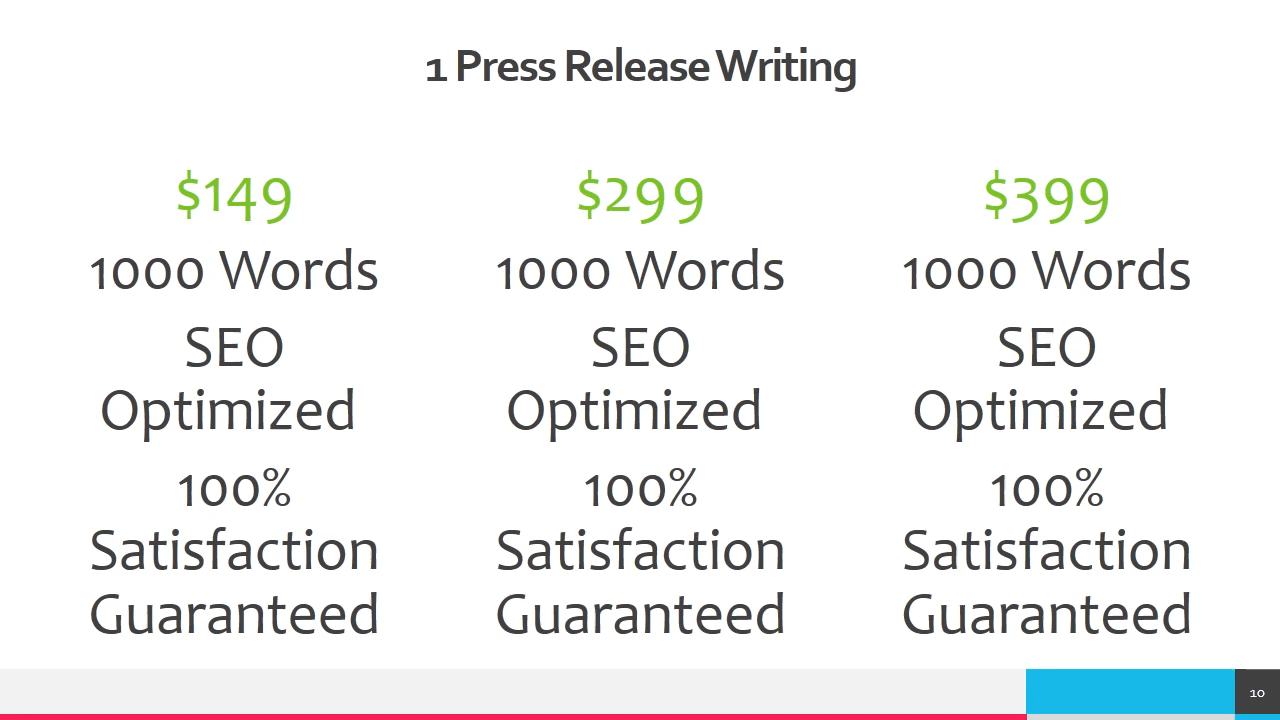 1 Press Release Writing
$149
1000 Words
SEO
Optimized
100%
Satisfaction
Guaranteed
$299
1000 Words
SEO
Optimized
100%
Satisfaction
Guaranteed
$399
1000 Words
SEO
Optimized
100%
Satisfaction
Guaranteed
10